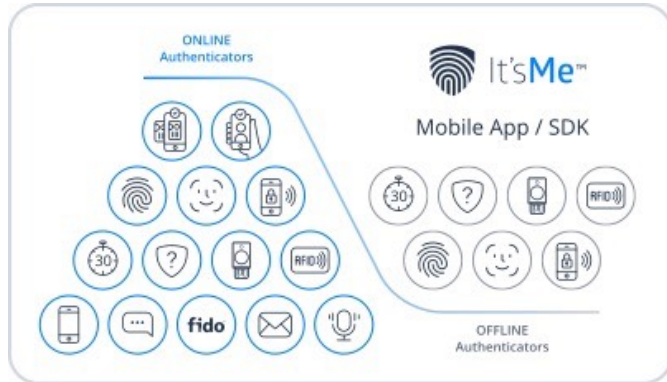 ONLINE
Authenticators
It'sMe™
Mobile App / SDK
30
?
RFID
30
?
RFID
fido
OFFLINE
Authenticators